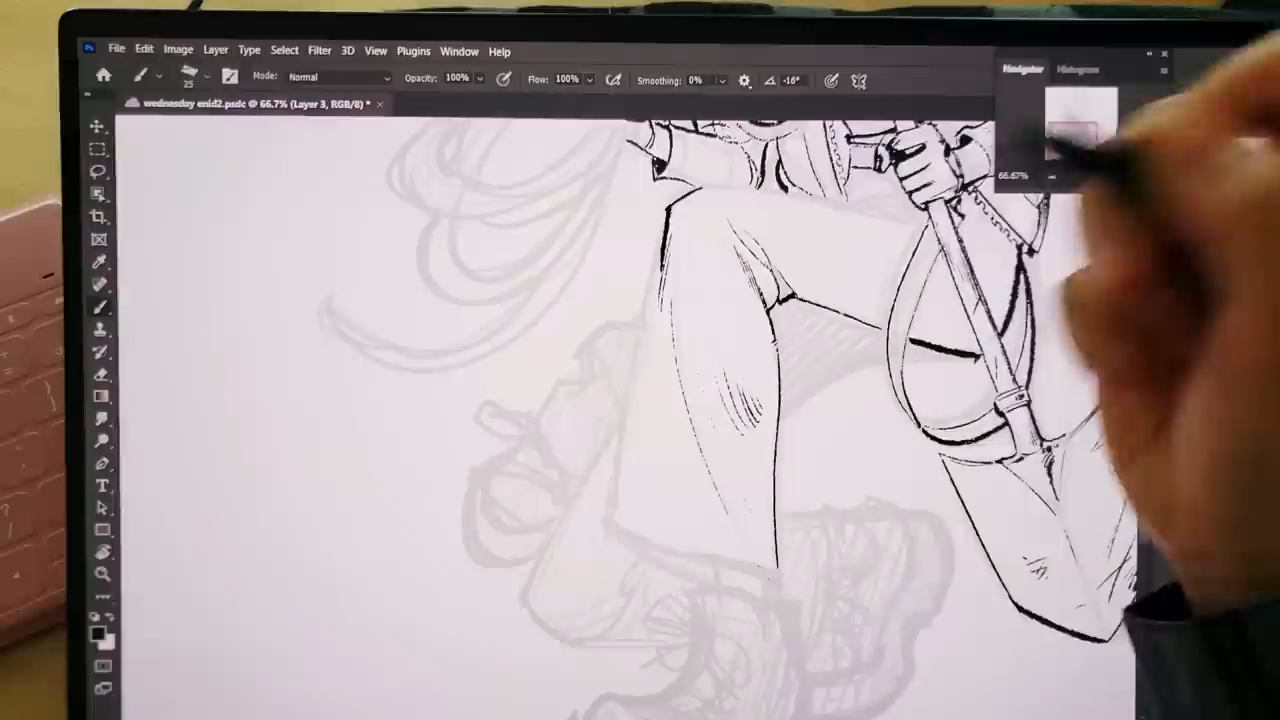 Ps File Edit Image Layer Type Select Filter 3D View Plugins Window Help
25 Mode: Normal Opacity: 100% Flow: 100% Smoothing: 0% -16°
wednesday enid2.psdc @ 66.7% (Layer 3, RGB/8) *
Navigator Histogram
66.67%